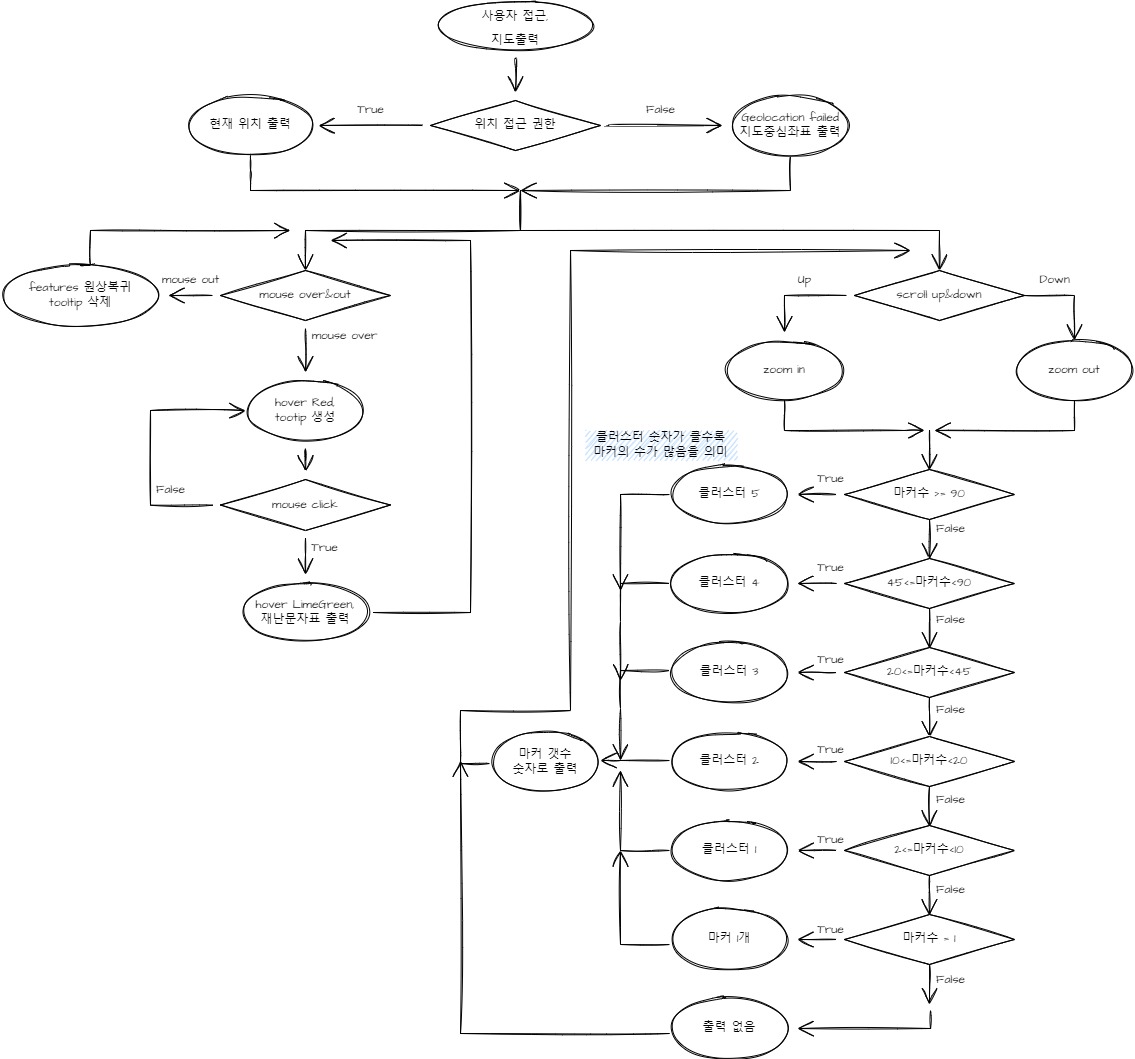 사용자 접근,
지도출력
True
False
현재 위치 출력
위치 접근 권한
Geolocation failed
지도중심좌표 출력
features 원상복귀
tooltip 삭제
mouse out
mouse over&out
mouse over
Up
scroll up&down
Down
zoom in
zoom out
hover Red,
tootip 생성
False
mouse click
True
hover LimeGreen,
재난문자표 출력
클러스터 숫자가 클수록
마커의 수가 많음을 의미
클러스터 5
True
마커수 >= 90
False
클러스터 4
True
45<=마커수<90
False
클러스터 3
True
20<=마커수<45
False
마커 갯수
숫자로 출력
클러스터 2
True
10<=마커수<20
False
클러스터 1
True
2<=마커수<10
False
마커 1개
True
마커수 = 1
False
출력 없음